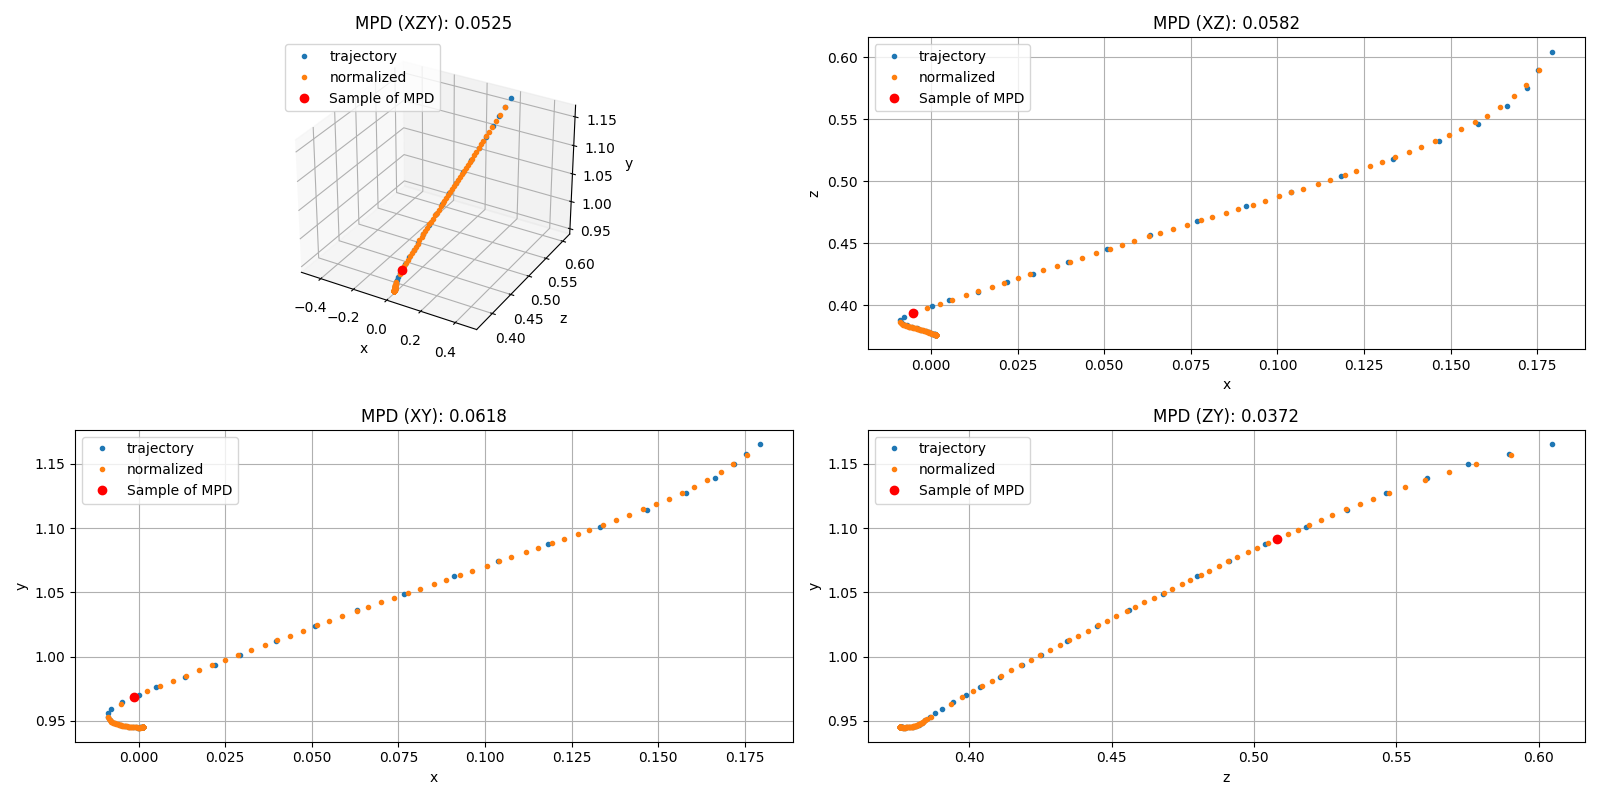 MPD (XZY): 0.0525
trajectory
normalized
Sample of MPD
1.15
1.10
1.05
1.00
0.95
y
0.60
0.55
0.50
0.45
0.40
z
−0.4
−0.2
0.0
0.2
0.4
x
MPD (XZ): 0.0582
trajectory
normalized
Sample of MPD
0.60
0.55
0.50
0.45
0.40
z
0.000 0.025 0.050 0.075 0.100 0.125 0.150 0.175
x
MPD (XY): 0.0618
trajectory
normalized
Sample of MPD
1.15
1.10
1.05
1.00
0.95
y
0.000 0.025 0.050 0.075 0.100 0.125 0.150 0.175
x
MPD (ZY): 0.0372
trajectory
normalized
Sample of MPD
1.15
1.10
1.05
1.00
0.95
y
0.40 0.45 0.50 0.55 0.60
z